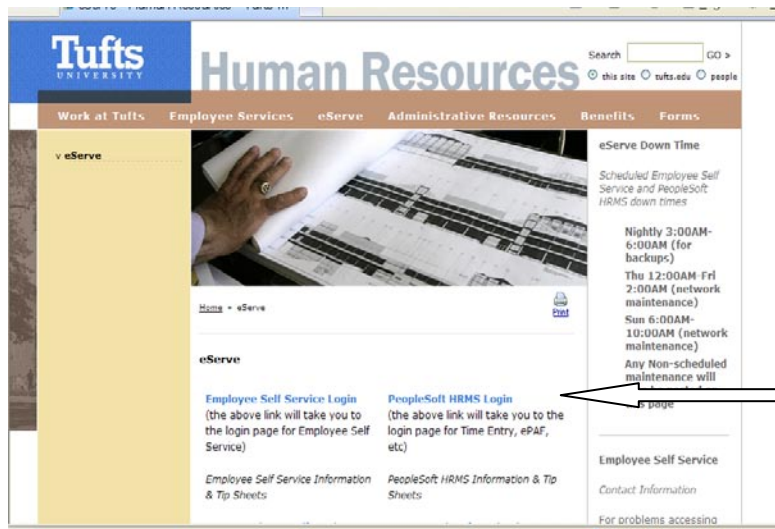 Tufts
UNIVERSITY
Human Resources
Search
GO »
this site
tufts.edu
people
Work at Tufts
Employee Services
eServe
Administrative Resources
Benefits
Forms
v eServe
Home - eServe
Print
eServe
Employee Self Service Login
(the above link will take you to
the login page for Employee Self
Service)
Employee Self Service Information
& Tip Sheets
PeopleSoft HRMS Login
(the above link will take you to the
login page for Time Entry, ePAF,
etc)
PeopleSoft HRMS Information & Tip
Sheets
eServe Down Time
Scheduled Employee Self
Service and PeopleSoft
HRMS down times
Nightly 3:00AM-
6:00AM (for
backups)
Thu 12:00AM-Fri
2:00AM (network
maintenance)
Sun 6:00AM-
10:00AM (network
maintenance)
Any Non-scheduled
maintenance will
page
Employee Self Service
Contact Information
For problems accessing